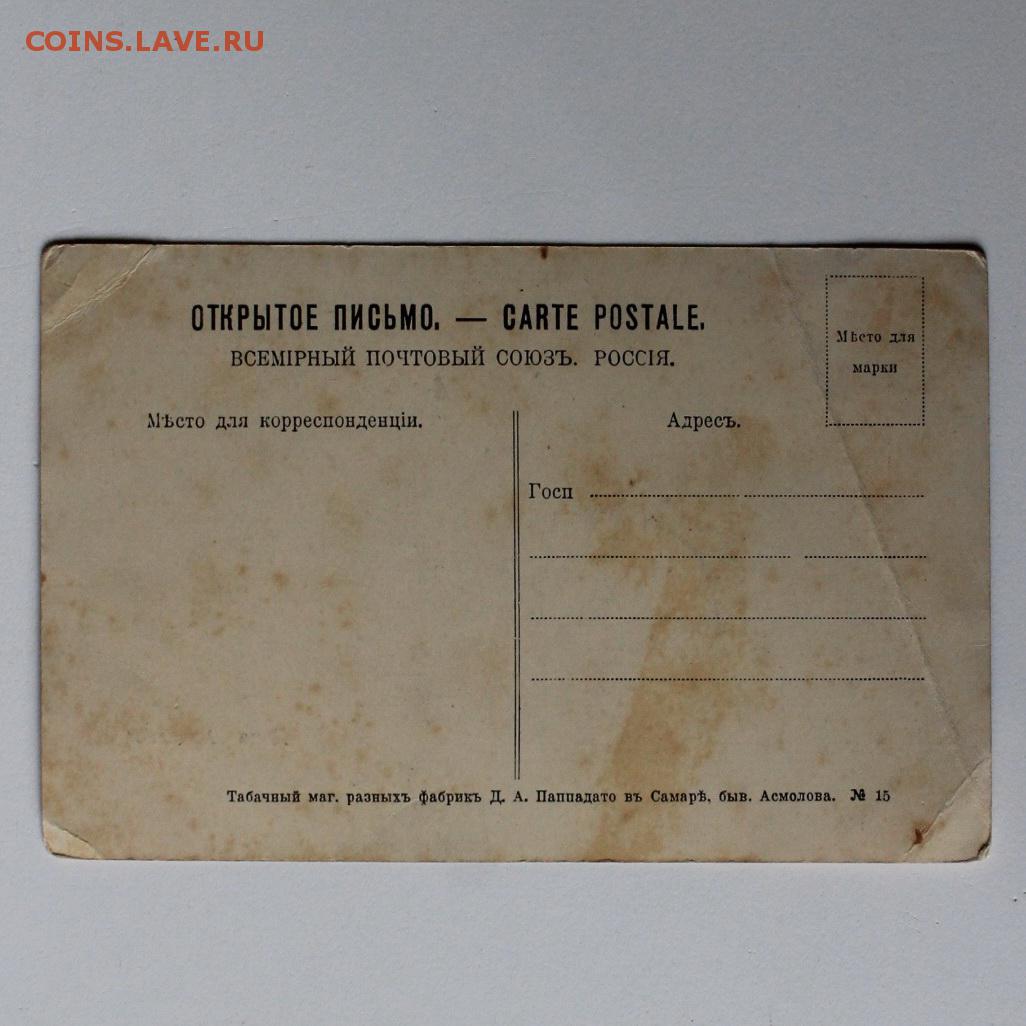 COINS.LAVE.RU
ОТКРЫТОЕ ПИСЬМО. — CARTE POSTALE.
ВСЕМІРНЫЙ ПОЧТОВЫЙ СОЮЗЪ. РОССІЯ.
Мѣсто для
марки
Мѣсто для корреспонденціи.
Адресъ.
Госп
Табачный маг. разныхъ фабрикъ Д. А. Паппадато въ Самарѣ, быв. Асмолова. № 15